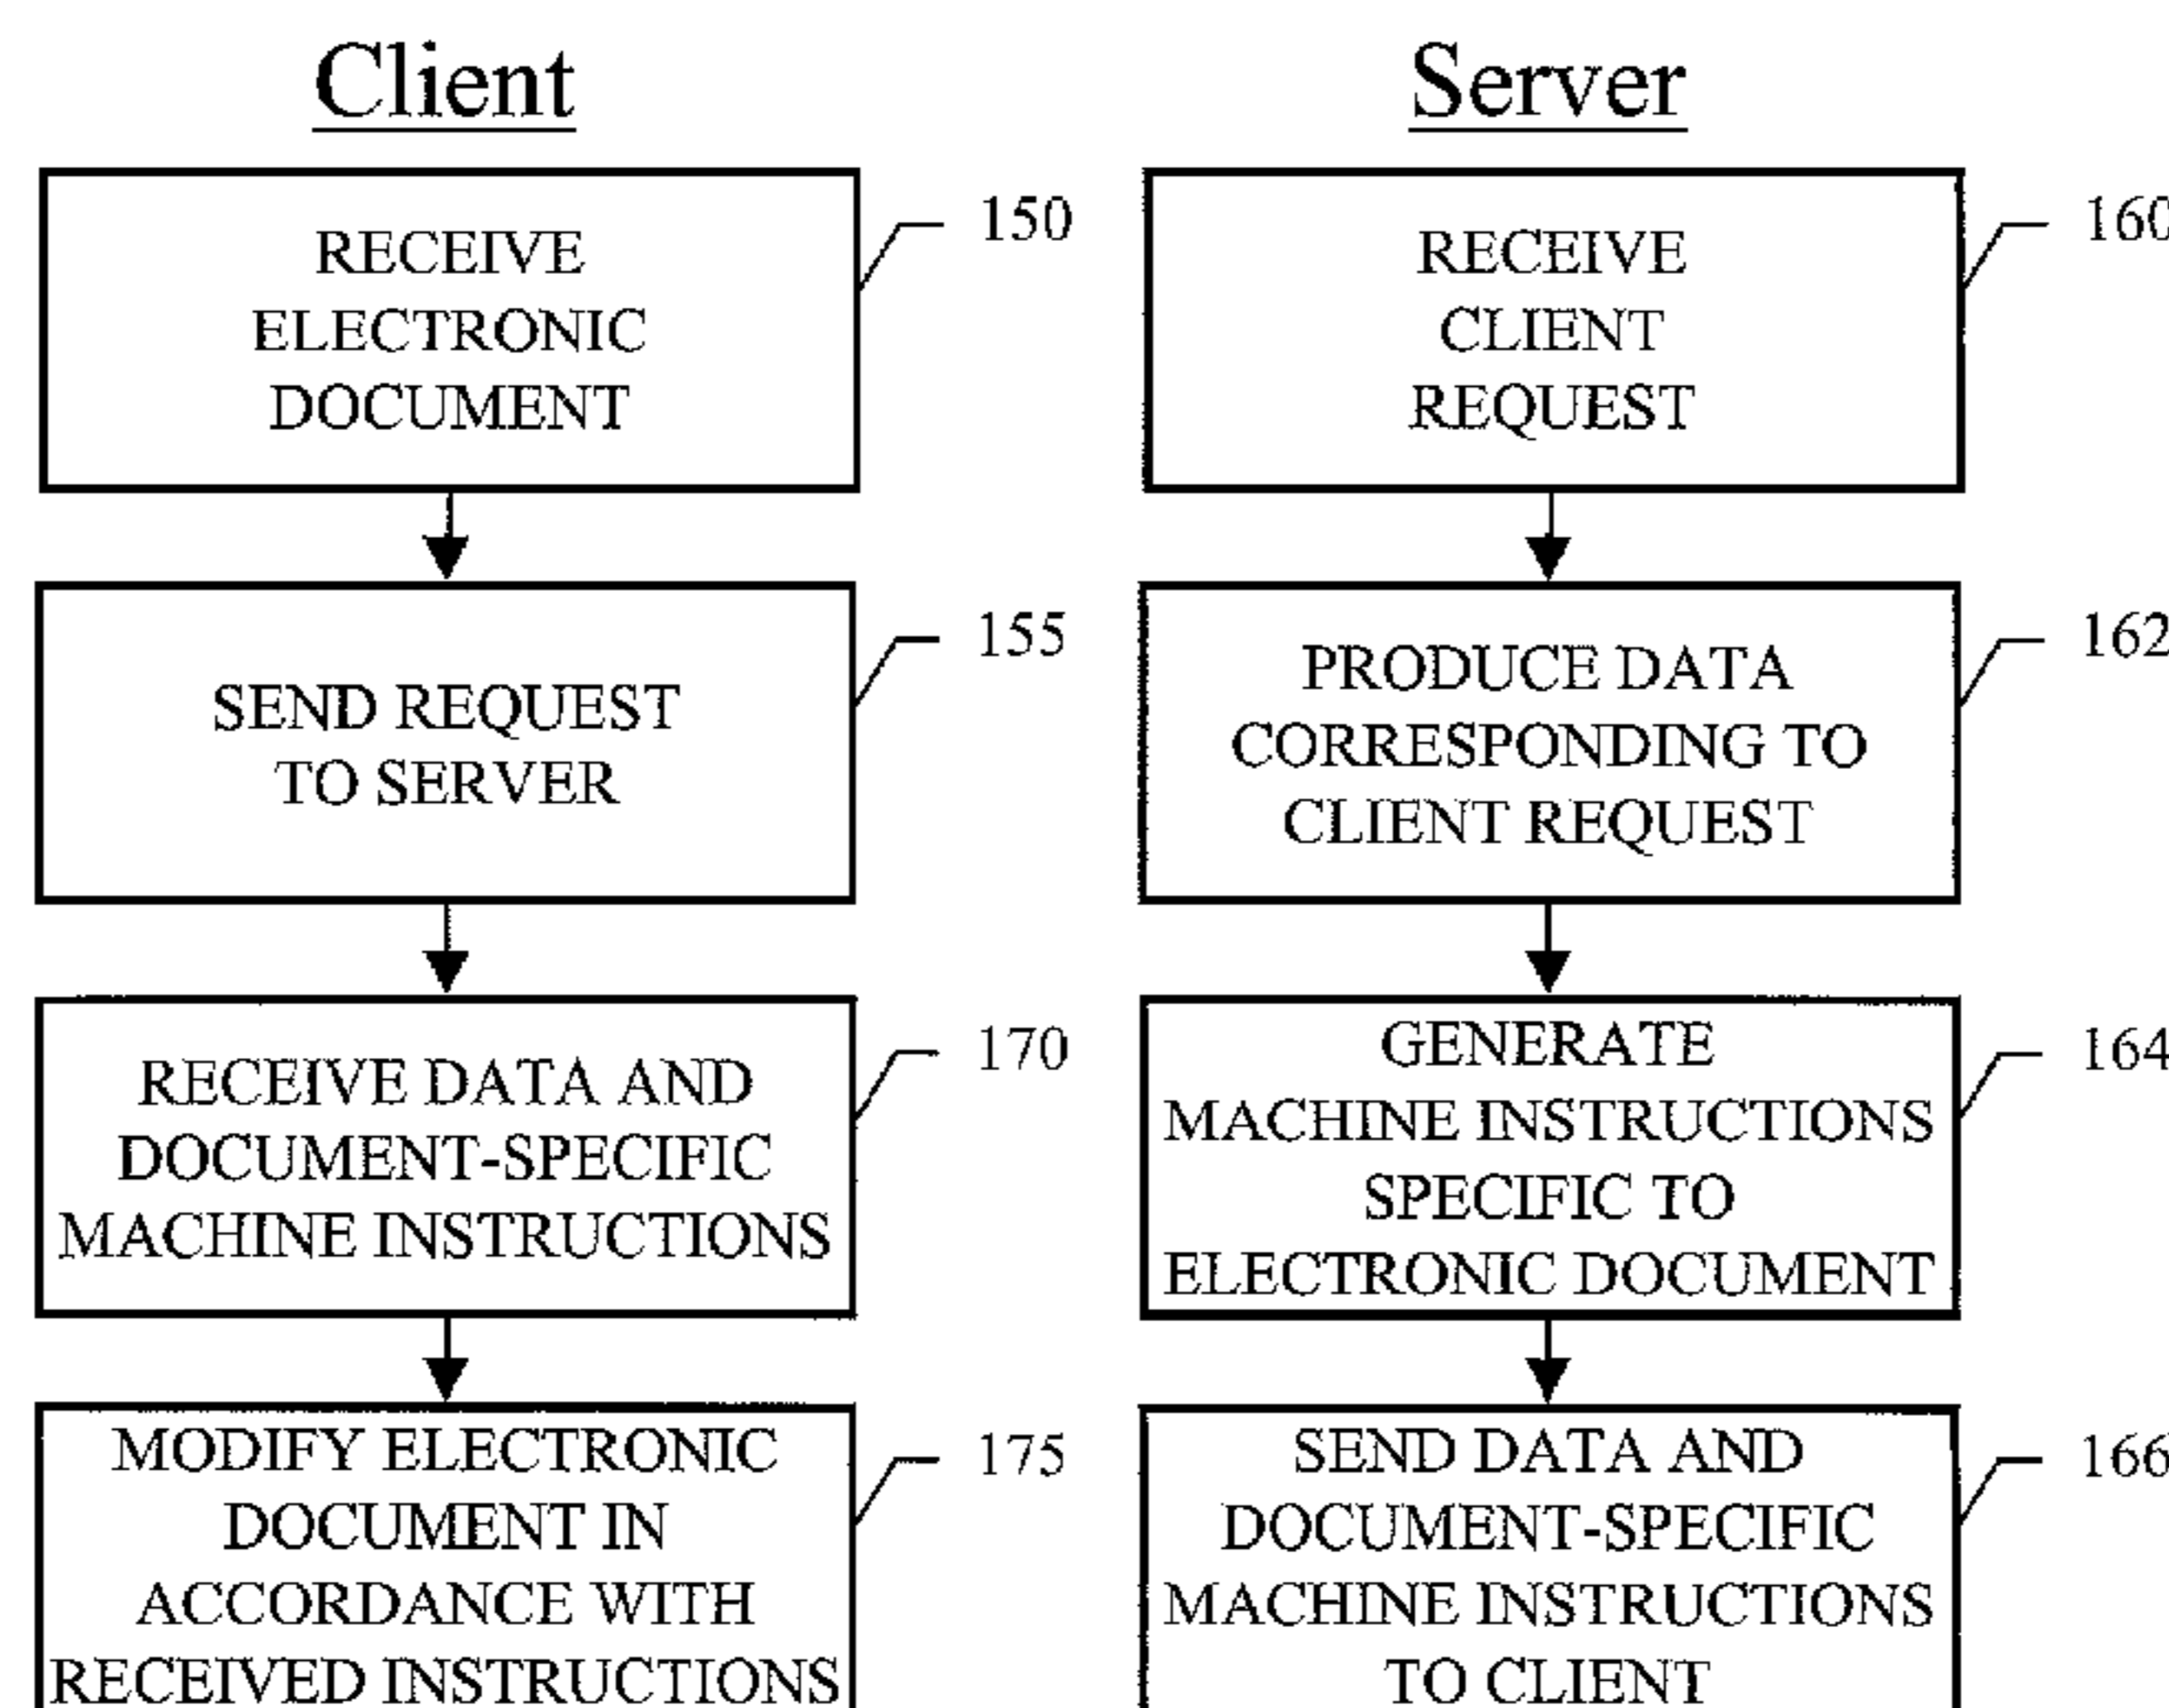 Client
RECEIVE
ELECTRONIC
DOCUMENT
150
SEND REQUEST
TO SERVER
155
RECEIVE DATA AND
DOCUMENT-SPECIFIC
MACHINE INSTRUCTIONS
170
MODIFY ELECTRONIC
DOCUMENT IN
ACCORDANCE WITH
RECEIVED INSTRUCTIONS
175
Server
RECEIVE
CLIENT
REQUEST
160
PRODUCE DATA
CORRESPONDING TO
CLIENT REQUEST
162
GENERATE
MACHINE INSTRUCTIONS
SPECIFIC TO
ELECTRONIC DOCUMENT
164
SEND DATA AND
DOCUMENT-SPECIFIC
MACHINE INSTRUCTIONS
TO CLIENT
166